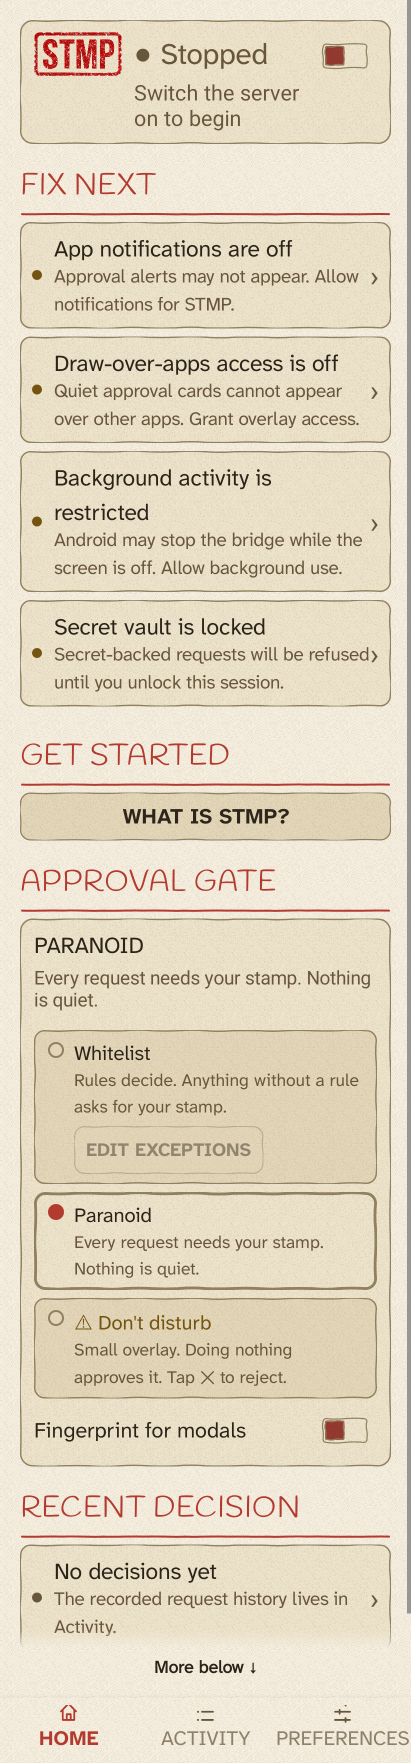 STMP
● Stopped
Switch the server
on to begin
FIX NEXT
App notifications are off
Approval alerts may not appear. Allow
notifications for STMP.
Draw-over-apps access is off
Quiet approval cards cannot appear
over other apps. Grant overlay access.
Background activity is
restricted
Android may stop the bridge while the
screen is off. Allow background use.
Secret vault is locked
Secret-backed requests will be refused
until you unlock this session.
GET STARTED
WHAT IS STMP?
APPROVAL GATE
PARANOID
Every request needs your stamp. Nothing
is quiet.
Whitelist
Rules decide. Anything without a rule
asks for your stamp.
EDIT EXCEPTIONS
Paranoid
Every request needs your stamp.
Nothing is quiet.
⚠ Don't disturb
Small overlay. Doing nothing
approves it. Tap ✕ to reject.
Fingerprint for modals
RECENT DECISION
No decisions yet
The recorded request history lives in
Activity.
More below ↓
HOME
ACTIVITY
PREFERENCES